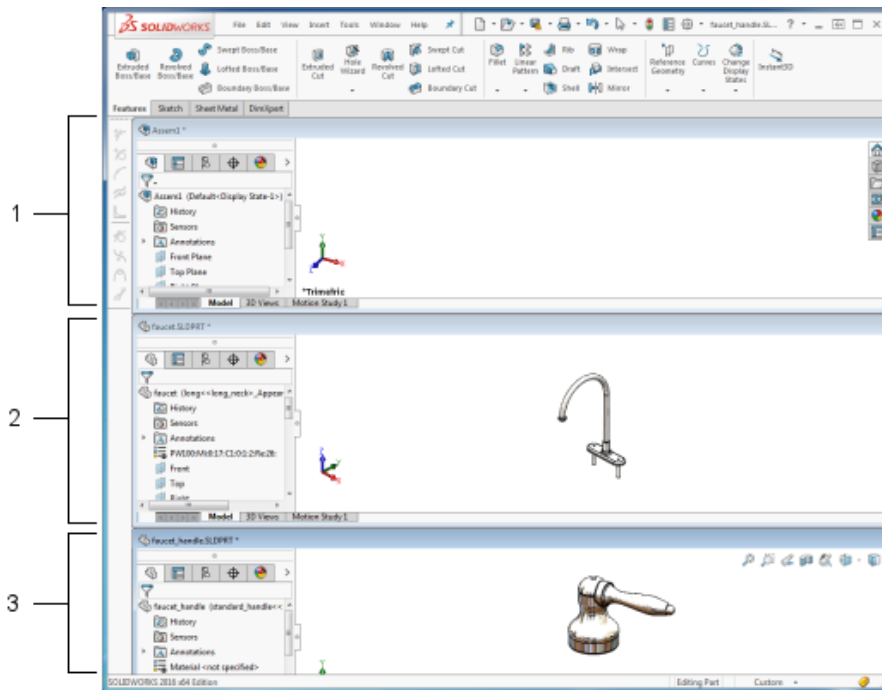 SOLIDWORKS File Edit View Insert Tools Window Help faucet_handle.SL... ?
Extruded Boss/Base
Revolved Boss/Base
Swept Boss/Base
Lofted Boss/Base
Boundary Boss/Base
Extruded Cut
Hole Wizard
Revolved Cut
Swept Cut
Lofted Cut
Boundary Cut
Fillet
Linear Pattern
Rib
Draft
Shell
Wrap
Intersect
Mirror
Reference Geometry
Curves
Change Display States
Instant3D
Features Sketch Sheet Metal DimXpert
1
Assem1 *
Assem1 (Default<Display State-1>)
History
Sensors
Annotations
Front Plane
Top Plane
*Trimetric
Model 3D Views Motion Study 1
2
faucet.SLDPRT *
faucet (long<<long_neck>_Appear
History
Sensors
Annotations
Front
Top
Right
Model 3D Views Motion Study 1
3
faucet_handle.SLDPRT *
faucet_handle (standard_handle<<
History
Sensors
Annotations
Material <not specified>
SOLIDWORKS 2016 x64 Edition Editing Part Custom